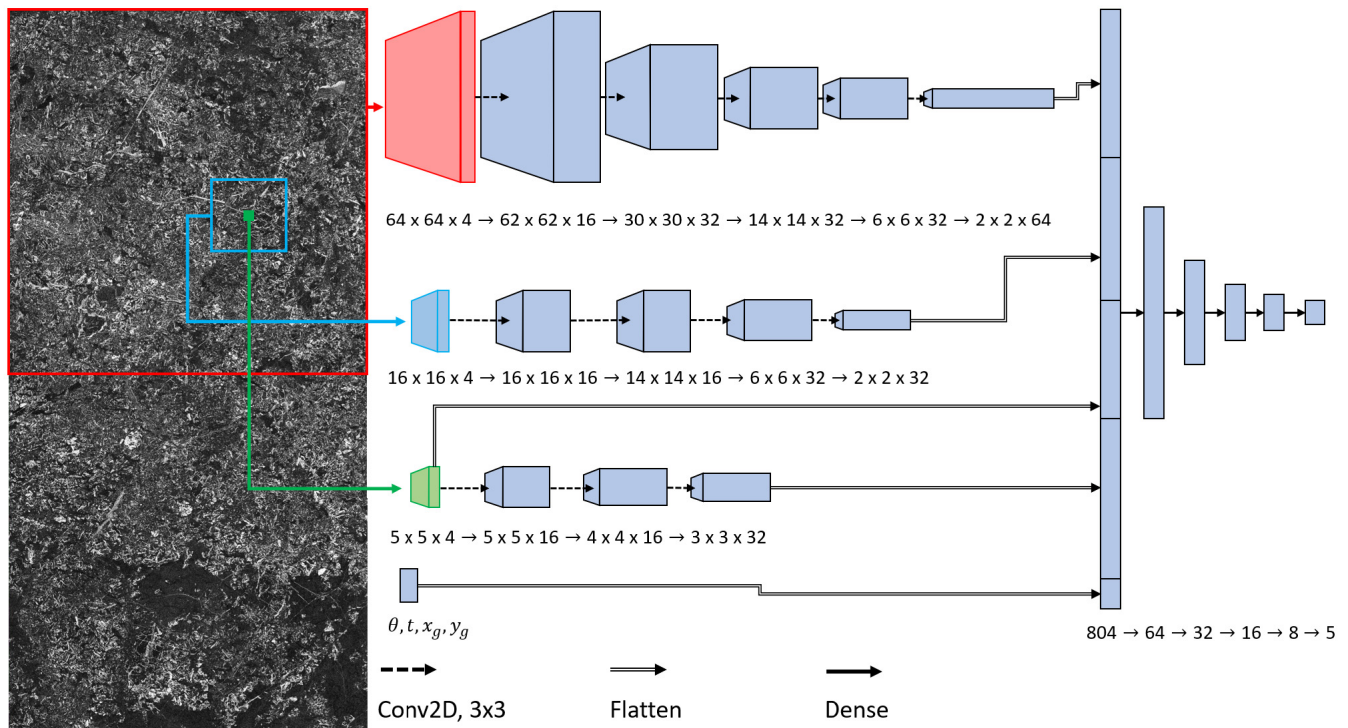 64 x 64 x 4 → 62 x 62 x 16 → 30 x 30 x 32 → 14 x 14 x 32 → 6 x 6 x 32 → 2 x 2 x 64
16 x 16 x 4 → 16 x 16 x 16 → 14 x 14 x 16 → 6 x 6 x 32 → 2 x 2 x 32
5 x 5 x 4 → 5 x 5 x 16 → 4 x 4 x 16 → 3 x 3 x 32
θ, t, x_g, y_g
804 → 64 → 32 → 16 → 8 → 5
Conv2D, 3x3
Flatten
Dense